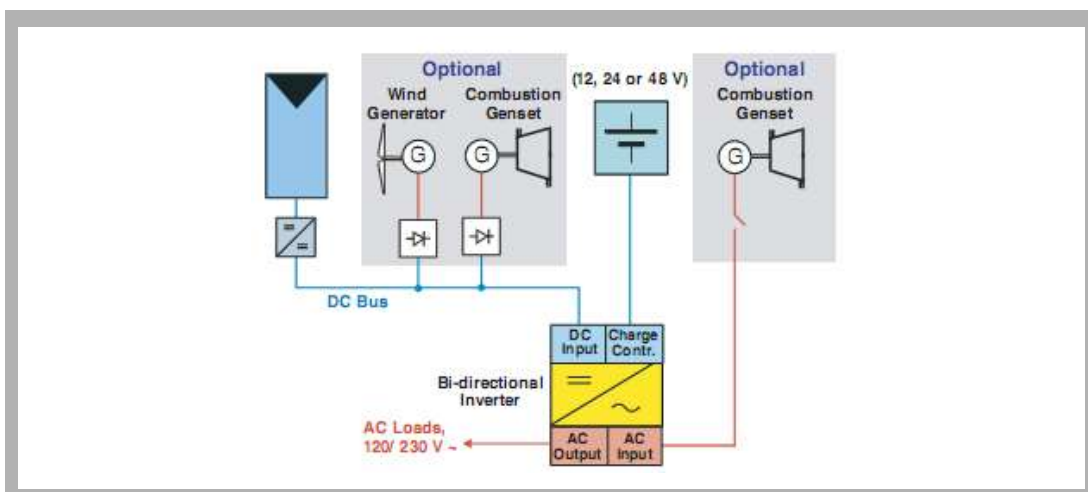 Optional
Wind
Generator
Combustion
Genset
G
G
(12, 24 or 48 V)
Optional
Combustion
Genset
G
DC Bus
DC
Input
Charge
Contr.
Bi-directional
Inverter
AC Loads,
120/ 230 V ~
AC
Output
AC
Input